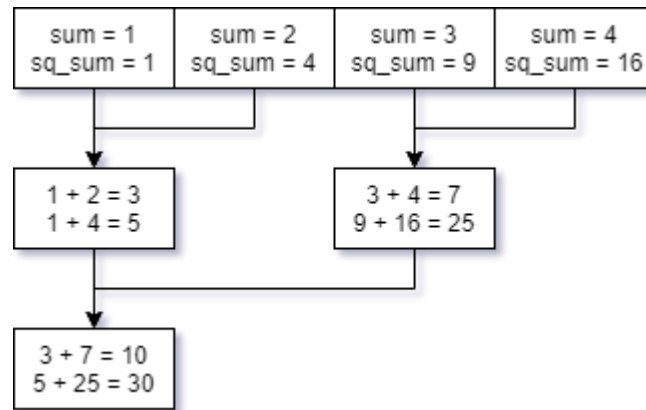 sum = 1
sq_sum = 1
sum = 2
sq_sum = 4
sum = 3
sq_sum = 9
sum = 4
sq_sum = 16
1 + 2 = 3
1 + 4 = 5
3 + 4 = 7
9 + 16 = 25
3 + 7 = 10
5 + 25 = 30